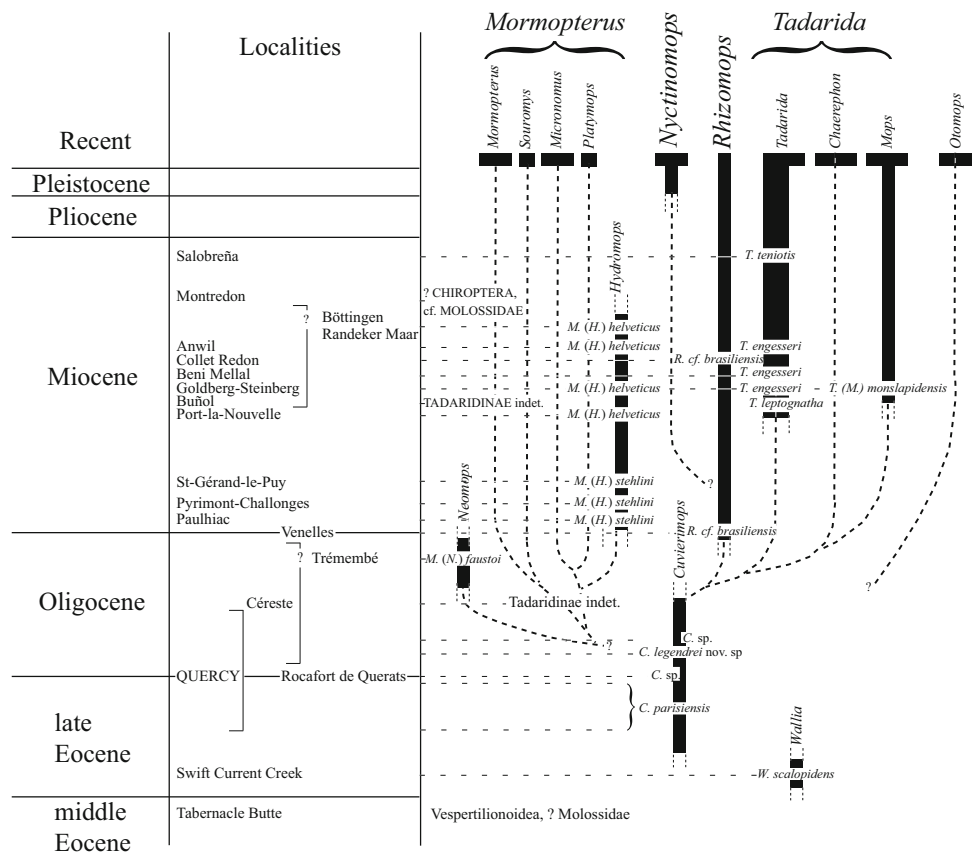 Mormopterus
Tadarida
Localities
Mormopterus
Souromys
Micronomus
Platymops
Nyctinomops
Rhizomops
Tadarida
Chaerephon
Mops
Otomops
Recent
Pleistocene
Pliocene
Hydromops
Salobreña
T. teniotis
Montredon
? CHIROPTERA,
cf. MOLOSSIDAE
?
Böttingen
Randeker Maar
M. (H.) helveticus
Anwil
M. (H.) helveticus
T. engesseri
Collet Redon
R. cf. brasiliensis
Miocene
Beni Mellal
T. engesseri
Goldberg-Steinberg
M. (H.) helveticus
T. engesseri
T. (M.) monslapidensis
Buñol
TADARIDINAE indet.
T. leptognatha
Port-la-Nouvelle
M. (H.) helveticus
St-Gérand-le-Puy
M. (H.) stehlini
?
Pyrimont-Challonges
M. (H.) stehlini
Paulhiac
M. (H.) stehlini
Neomops
Venelles
R. cf. brasiliensis
Cuvierimops
? Trémembé
M. (N.) faustoi
?
Oligocene
Céreste
Tadaridinae indet.
?
C. sp.
C. legendrei nov. sp
QUERCY
Rocafort de Querats
C. sp.
C. parisiensis
late
Eocene
Wallia
Swift Current Creek
W. scalopidens
middle
Eocene
Tabernacle Butte
Vespertilionoidea, ? Molossidae